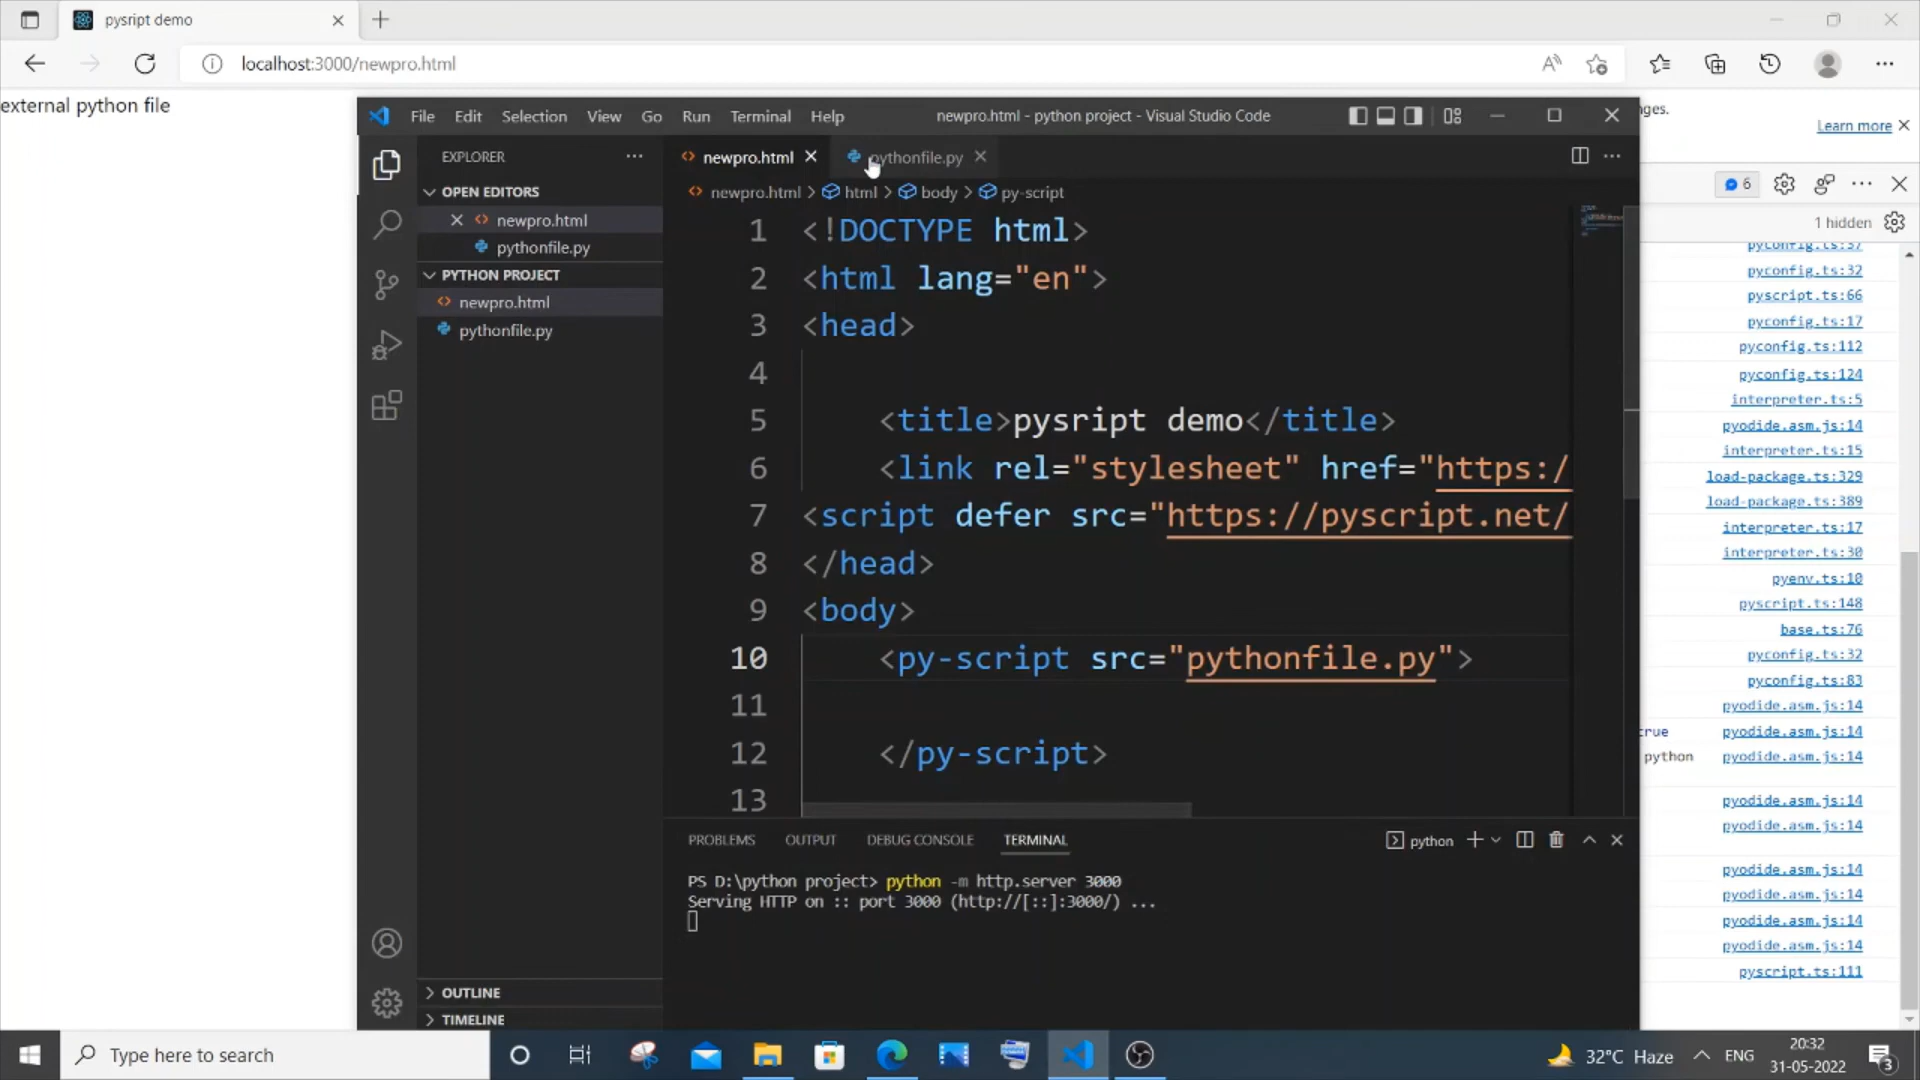 pysript demo
localhost:3000/newpro.html
external python file
File Edit Selection View Go Run Terminal Help
newpro.html - python project - Visual Studio Code
ges.
Learn more
EXPLORER
OPEN EDITORS
newpro.html
pythonfile.py
PYTHON PROJECT
newpro.html
pythonfile.py
OUTLINE
TIMELINE
newpro.html pythonfile.py
newpro.html > html > body > py-script
1 <!DOCTYPE html>
2 <html lang="en">
3 <head>
4
5 <title>pysript demo</title>
6 <link rel="stylesheet" href="https:/
7 <script defer src="https://pyscript.net/
8 </head>
9 <body>
10 <py-script src="pythonfile.py">
11
12 </py-script>
13
PROBLEMS OUTPUT DEBUG CONSOLE TERMINAL
python
PS D:\python project> python -m http.server 3000
Serving HTTP on :: port 3000 (http://[::]:3000/) ...
6
1 hidden
pyconfig.ts:37
pyconfig.ts:32
pyscript.ts:66
pyconfig.ts:17
pyconfig.ts:112
pyconfig.ts:124
interpreter.ts:5
pyodide.asm.js:14
interpreter.ts:15
load-package.ts:329
load-package.ts:389
interpreter.ts:17
interpreter.ts:30
pyenv.ts:10
pyscript.ts:148
base.ts:76
pyconfig.ts:32
pyconfig.ts:83
pyodide.asm.js:14
true pyodide.asm.js:14
python pyodide.asm.js:14
pyodide.asm.js:14
pyodide.asm.js:14
pyodide.asm.js:14
pyodide.asm.js:14
pyodide.asm.js:14
pyodide.asm.js:14
pyscript.ts:111
Type here to search
32°C Haze
ENG
20:32
31-05-2022
3